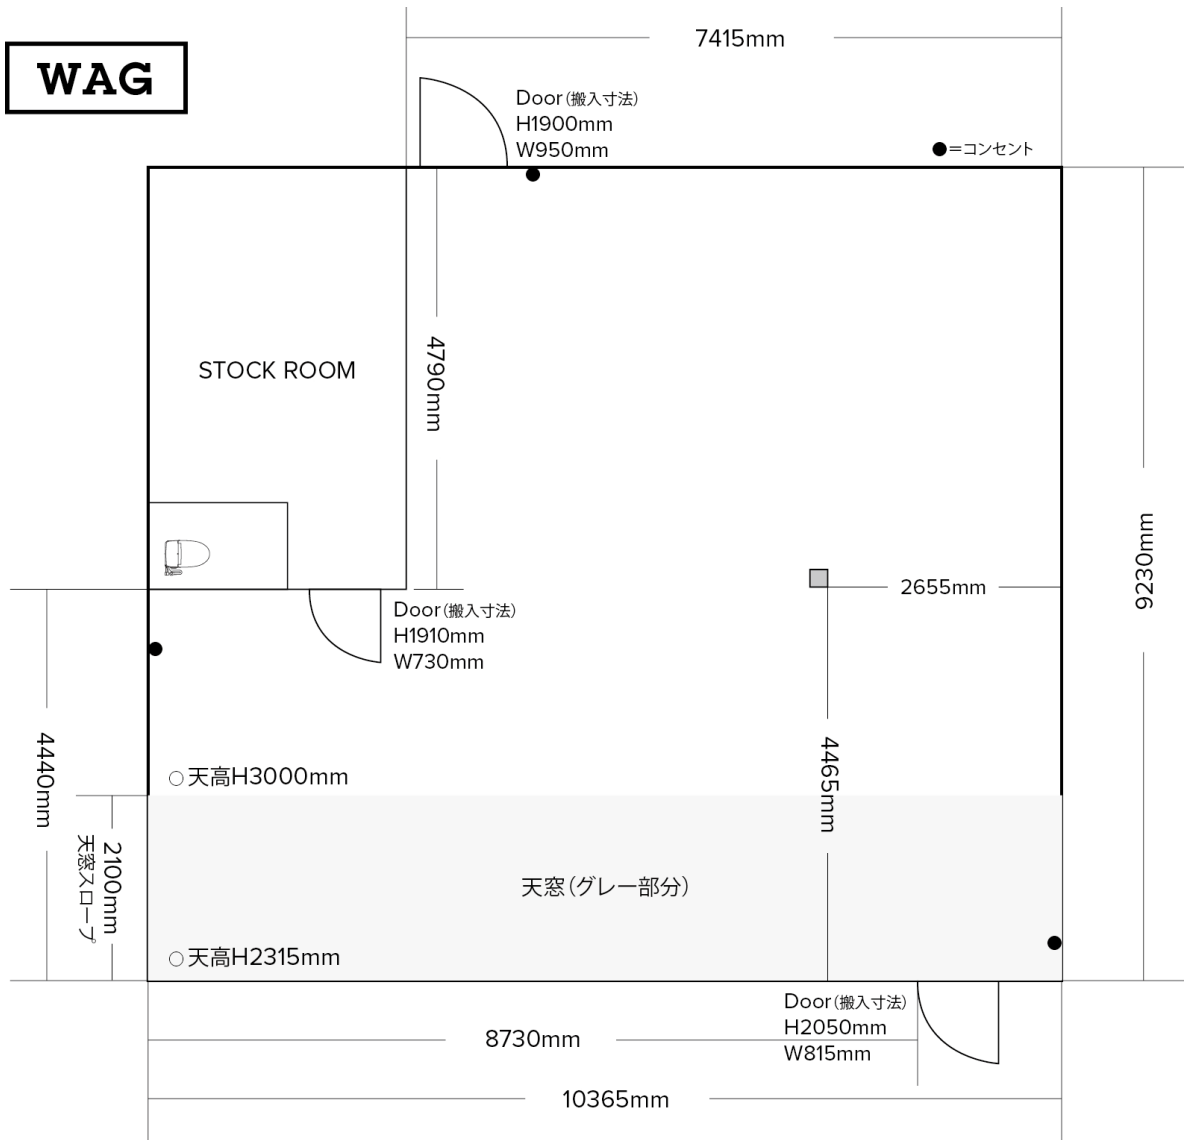 7415mm
WAG
Door(搬入寸法)
H1900mm
W950mm
●=コンセント
4790mm
STOCK ROOM
9230mm
2655mm
Door(搬入寸法)
H1910mm
W730mm
4440mm
4465mm
○天高H3000mm
2100mm
天窓スロープ
天窓(グレー部分)
○天高H2315mm
Door(搬入寸法)
H2050mm
W815mm
8730mm
10365mm